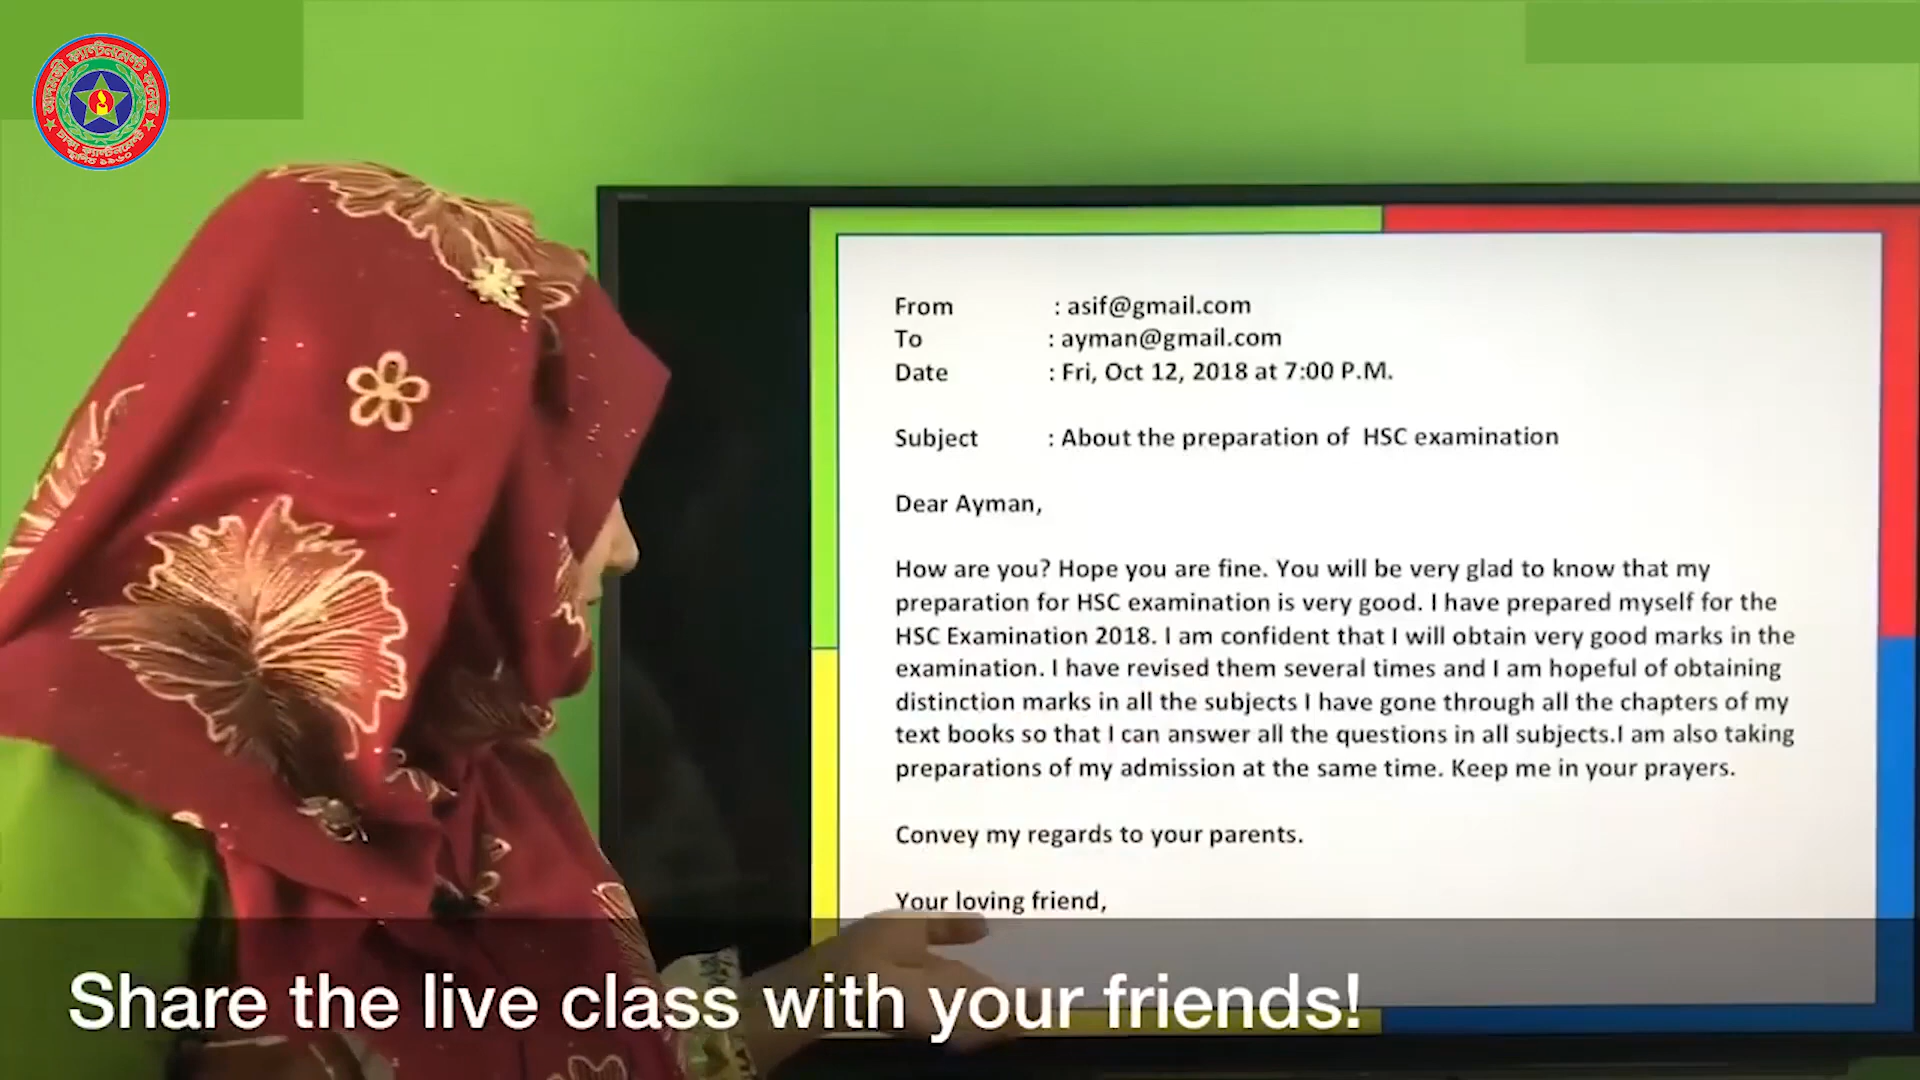 আদমজী ক্যান্টনমেন্ট কলেজ
ঢাকা ক্যান্টনমেন্ট
স্থাপিত ১৯৬০
From : asif@gmail.com
To : ayman@gmail.com
Date : Fri, Oct 12, 2018 at 7:00 P.M.
Subject : About the preparation of HSC examination
Dear Ayman,
How are you? Hope you are fine. You will be very glad to know that my
preparation for HSC examination is very good. I have prepared myself for the
HSC Examination 2018. I am confident that I will obtain very good marks in the
examination. I have revised them several times and I am hopeful of obtaining
distinction marks in all the subjects I have gone through all the chapters of my
text books so that I can answer all the questions in all subjects.I am also taking
preparations of my admission at the same time. Keep me in your prayers.
Convey my regards to your parents.
Your loving friend,
Share the live class with your friends!